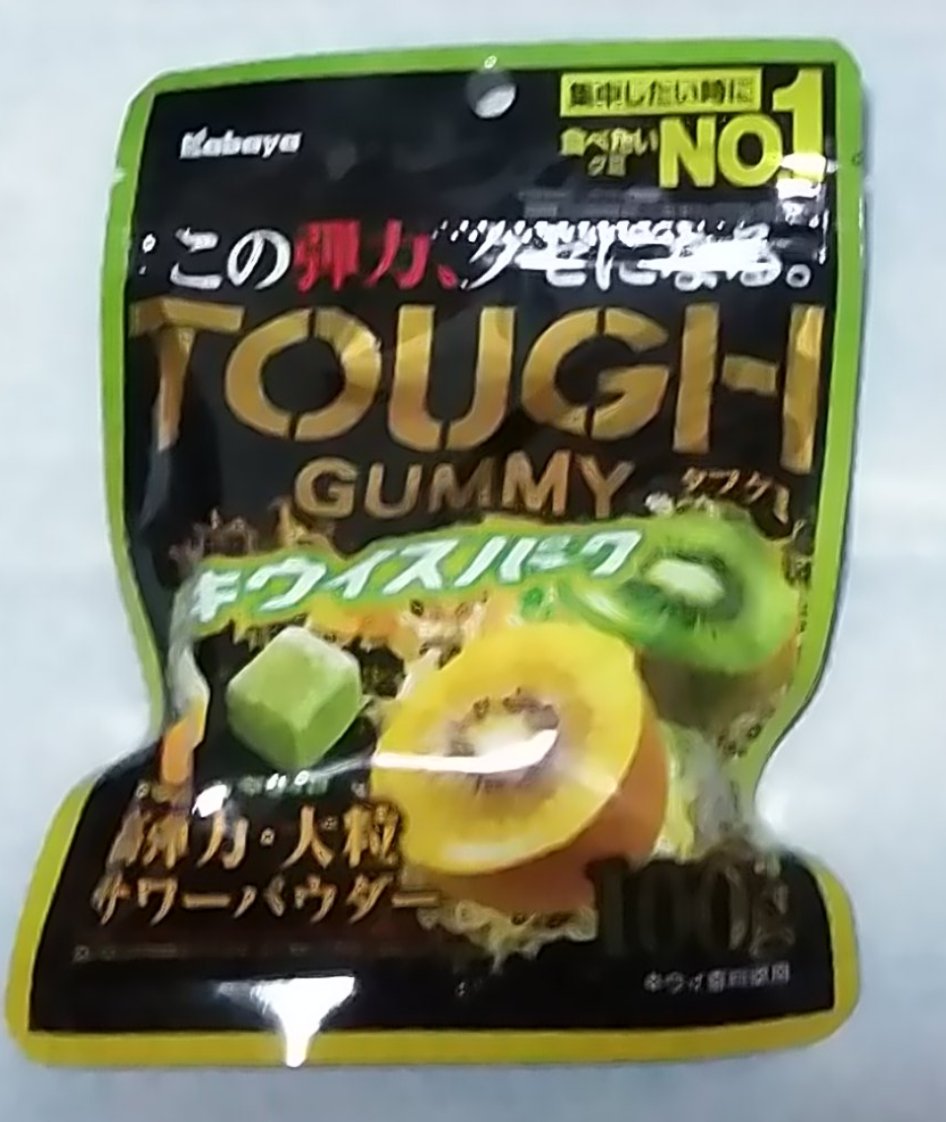 Kabaya
集中したい時に
食べたい
グミ
NO1
この弾力、クセになる。
TOUGH
GUMMY
タフグミ
キウイスパーク
弾力・大粒
サワーパウダー
100g